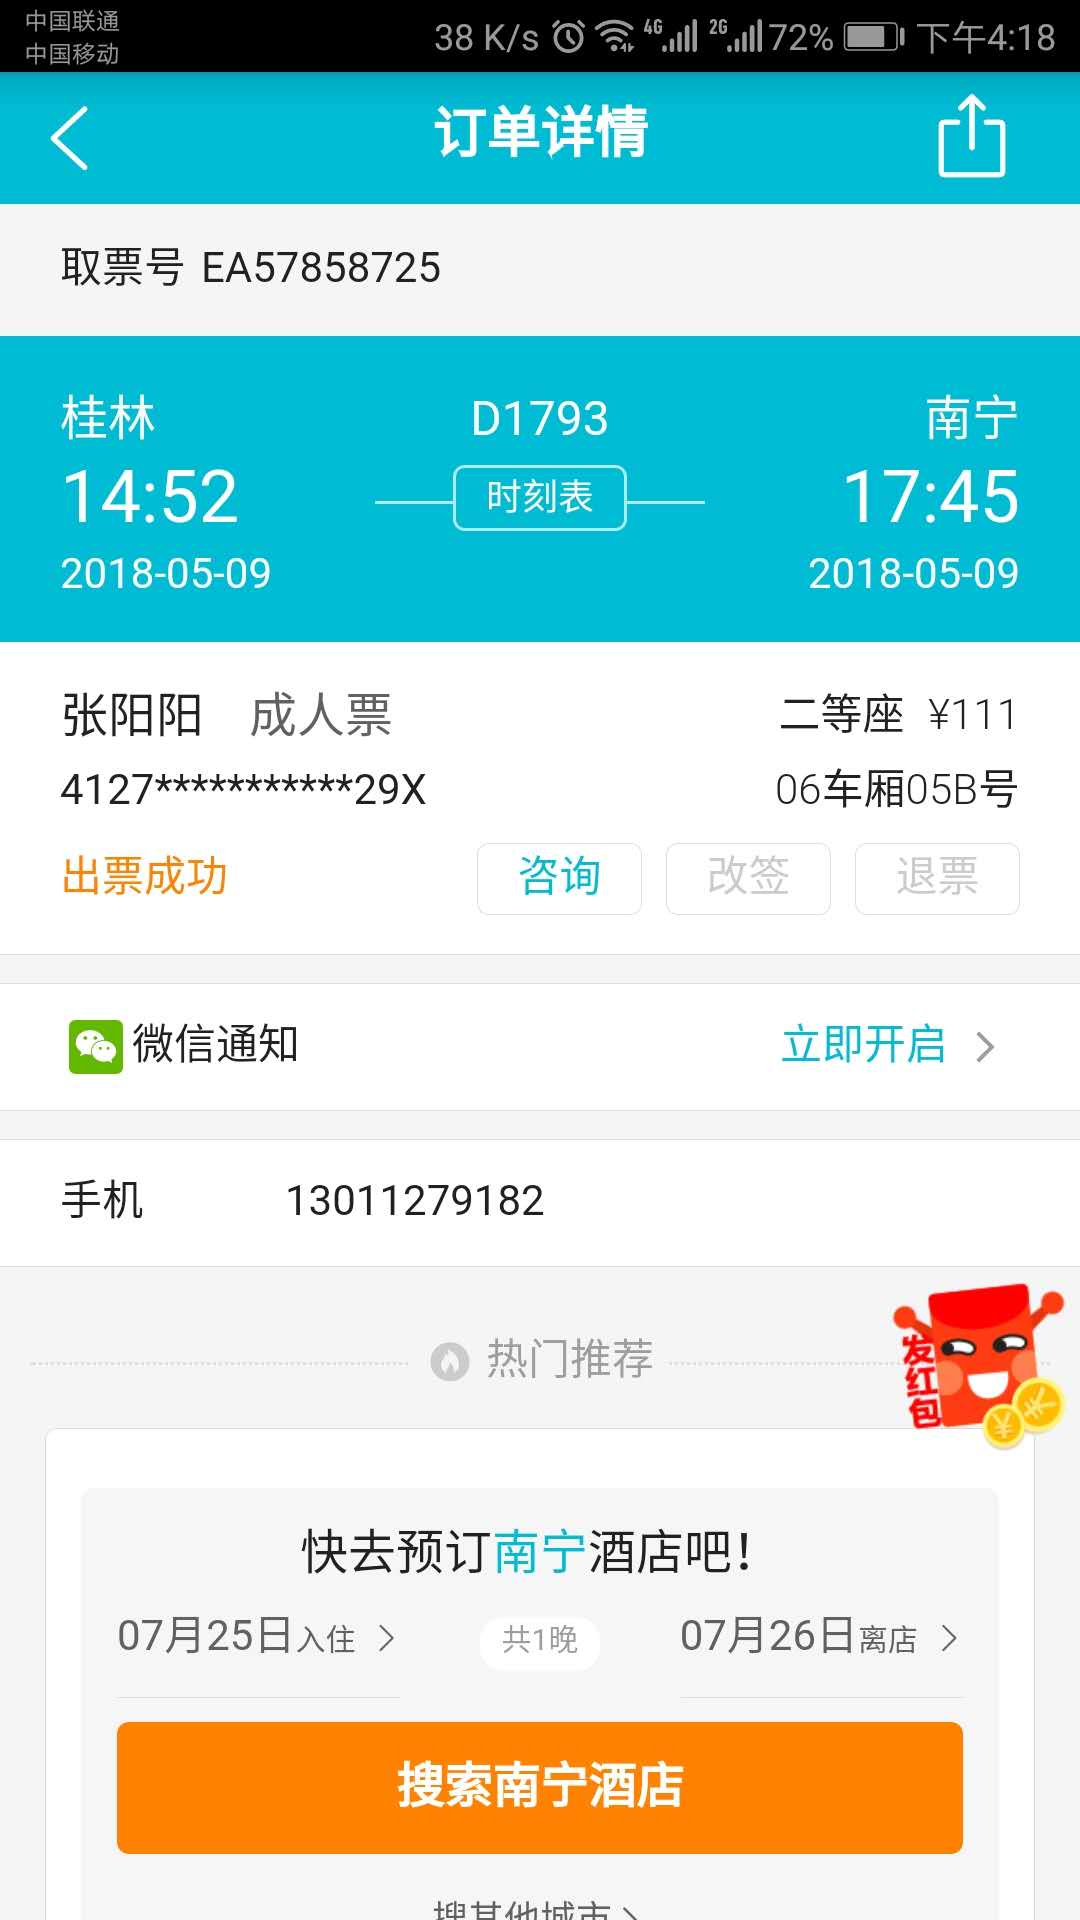 中国联通
中国移动
38 K/s 4G 2G 72% 下午4:18
订单详情
取票号 EA57858725
桂林 D1793 南宁
14:52 时刻表 17:45
2018-05-09 2018-05-09
张阳阳 成人票 二等座 ¥111
4127***********29X 06车厢05B号
出票成功 咨询 改签 退票
微信通知 立即开启
手机 13011279182
热门推荐
发红包
快去预订南宁酒店吧!
07月25日入住 共1晚 07月26日离店
搜索南宁酒店
搜其他城市